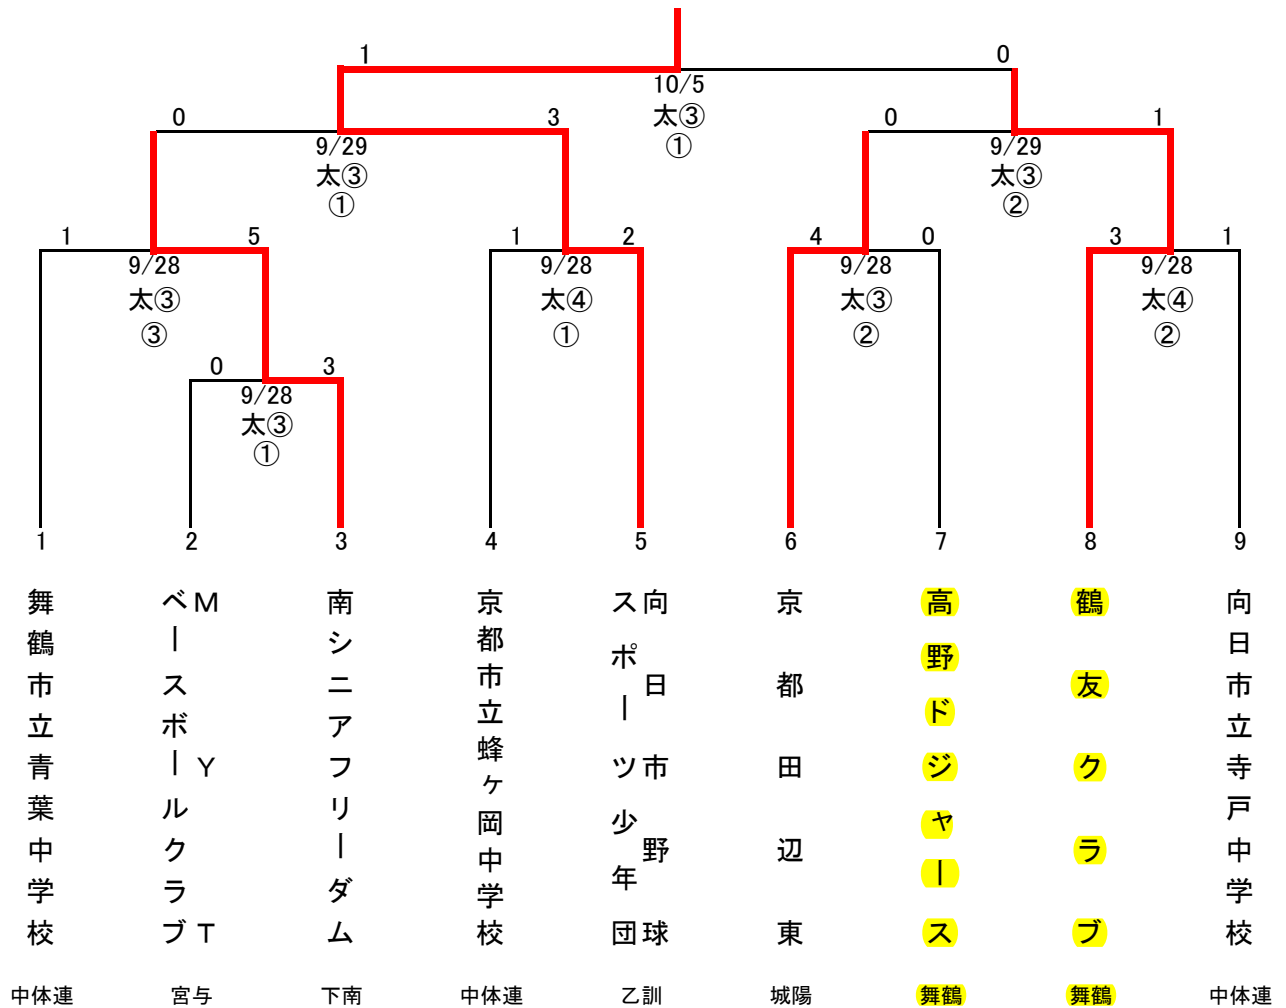 1
0
10/5
太③
①
0
3
9/29
太③
①
0
1
9/29
太③
②
1
5
9/28
太③
③
1
2
9/28
太④
①
4
0
9/28
太③
②
3
1
9/28
太④
②
0
3
9/28
太③
①
1
2
3
4
5
6
7
8
9
舞鶴市立青葉中学校
ＭＹＴ
ベースボールクラブ
南シニアフリーダム
京都市立蜂ヶ岡中学校
向日市野球
スポーツ少年団
京都田辺東
高野ドジャース
鶴友クラブ
向日市立寺戸中学校
中体連
宮与
下南
中体連
乙訓
城陽
舞鶴
舞鶴
中体連